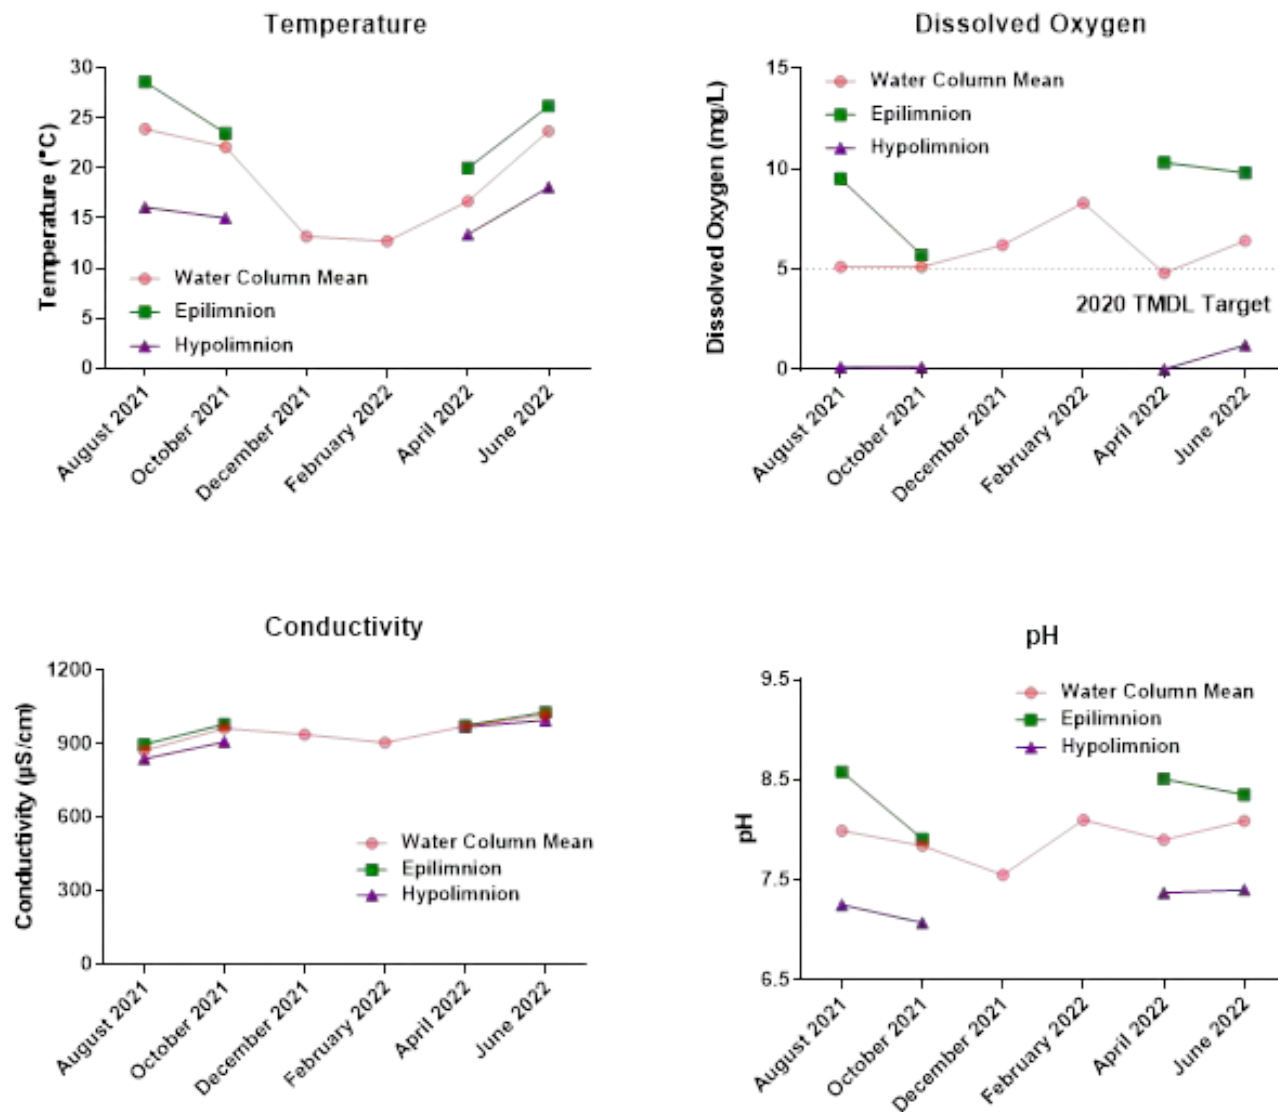 Temperature
30
25
20
15
10
5
0
Temperature (°C)
Water Column Mean
Epilimnion
Hypolimnion
August 2021
October 2021
December 2021
February 2022
April 2022
June 2022
Dissolved Oxygen
15
10
5
0
Dissolved Oxygen (mg/L)
Water Column Mean
Epilimnion
Hypolimnion
2020 TMDL Target
August 2021
October 2021
December 2021
February 2022
April 2022
June 2022
Conductivity
1200
900
600
300
0
Conductivity (µS/cm)
Water Column Mean
Epilimnion
Hypolimnion
August 2021
October 2021
December 2021
February 2022
April 2022
June 2022
pH
9.5
8.5
7.5
6.5
pH
Water Column Mean
Epilimnion
Hypolimnion
August 2021
October 2021
December 2021
February 2022
April 2022
June 2022